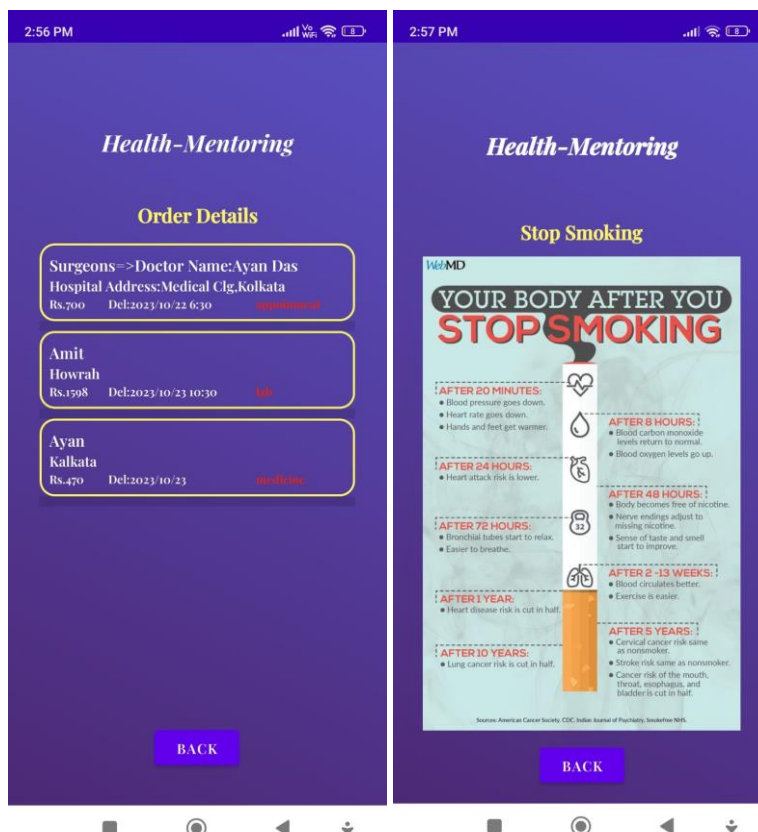 2:56 PM
Vo WiFi
8
Health-Mentoring
Order Details
Surgeons=>Doctor Name:Ayan Das
Hospital Address:Medical Clg,Kolkata
Rs.700 Del:2023/10/22 6:30 appointment
Amit
Howrah
Rs.1598 Del:2023/10/23 10:30 lab
Ayan
Kalkata
Rs.470 Del:2023/10/23 medicine
BACK
2:57 PM
8
Health-Mentoring
Stop Smoking
WebMD
YOUR BODY AFTER YOU
STOP SMOKING
AFTER 20 MINUTES:
• Blood pressure goes down.
• Heart rate goes down.
• Hands and feet get warmer.
AFTER 8 HOURS:
• Blood carbon monoxide
levels return to normal.
• Blood oxygen levels go up.
AFTER 24 HOURS:
• Heart attack risk is lower.
AFTER 48 HOURS:
• Body becomes free of nicotine.
• Nerve endings adjust to
missing nicotine.
• Sense of taste and smell
start to improve.
AFTER 72 HOURS:
• Bronchial tubes start to relax.
• Easier to breathe.
32
AFTER 2 -13 WEEKS:
• Blood circulates better.
• Exercise is easier.
AFTER 1 YEAR:
• Heart disease risk is cut in half.
AFTER 5 YEARS:
• Cervical cancer risk same
as nonsmoker.
• Stroke risk same as nonsmoker.
• Cancer risk of the mouth,
throat, esophagus, and
bladder is cut in half.
AFTER 10 YEARS:
• Lung cancer risk is cut in half.
Sources: American Cancer Society, CDC, Indian Journal of Psychiatry, Smokefree NHS.
BACK